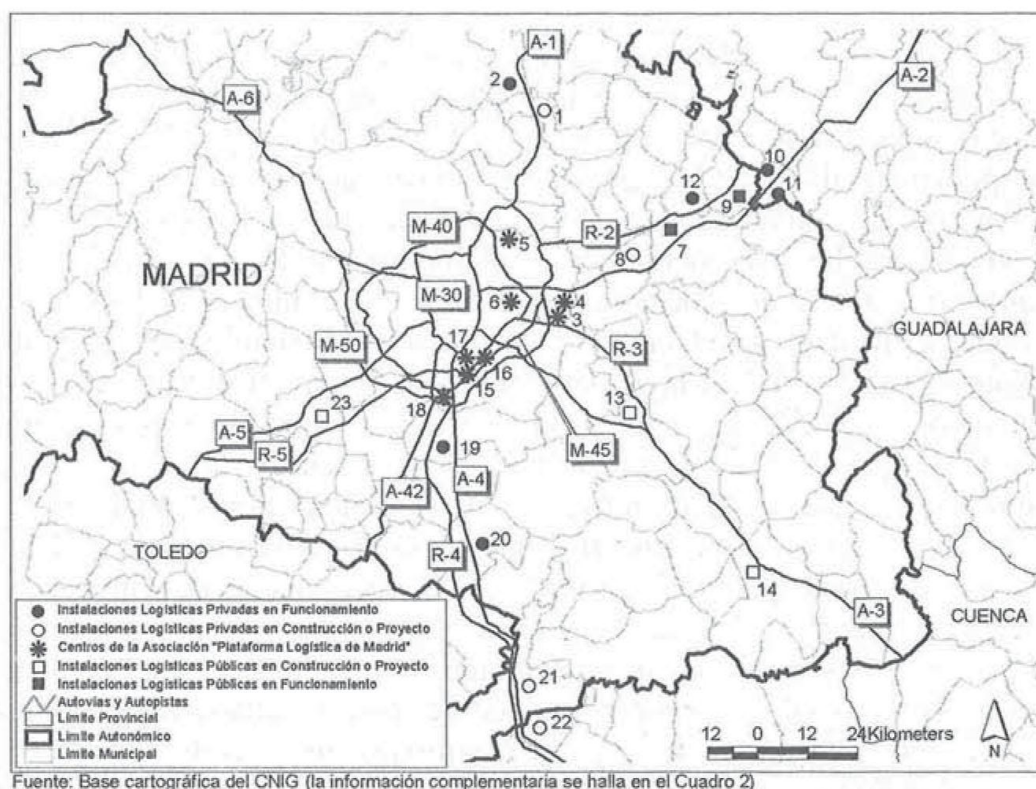 A-1
A-2
2
1
A-6
10
12
9
11
M-40
5
R-2
7
8
MADRID
M-30
6
4
3
GUADALAJARA
M-50
17
16
R-3
15
18
23
13
A-5
R-5
19
M-45
A-42
A-4
20
TOLEDO
R-4
14
A-3
CUENCA
Instalaciones Logísticas Privadas en Funcionamiento
Instalaciones Logísticas Privadas en Construcción o Proyecto
Centros de la Asociación "Plataforma Logística de Madrid"
Instalaciones Logísticas Públicas en Construcción o Proyecto
Instalaciones Logísticas Públicas en Funcionamiento
Autovías y Autopistas
Límite Provincial
Límite Autonómico
Límite Municipal
21
22
12 0 12 24 Kilometers
N
Fuente: Base cartográfica del CNIG (la información complementaria se halla en el Cuadro 2)